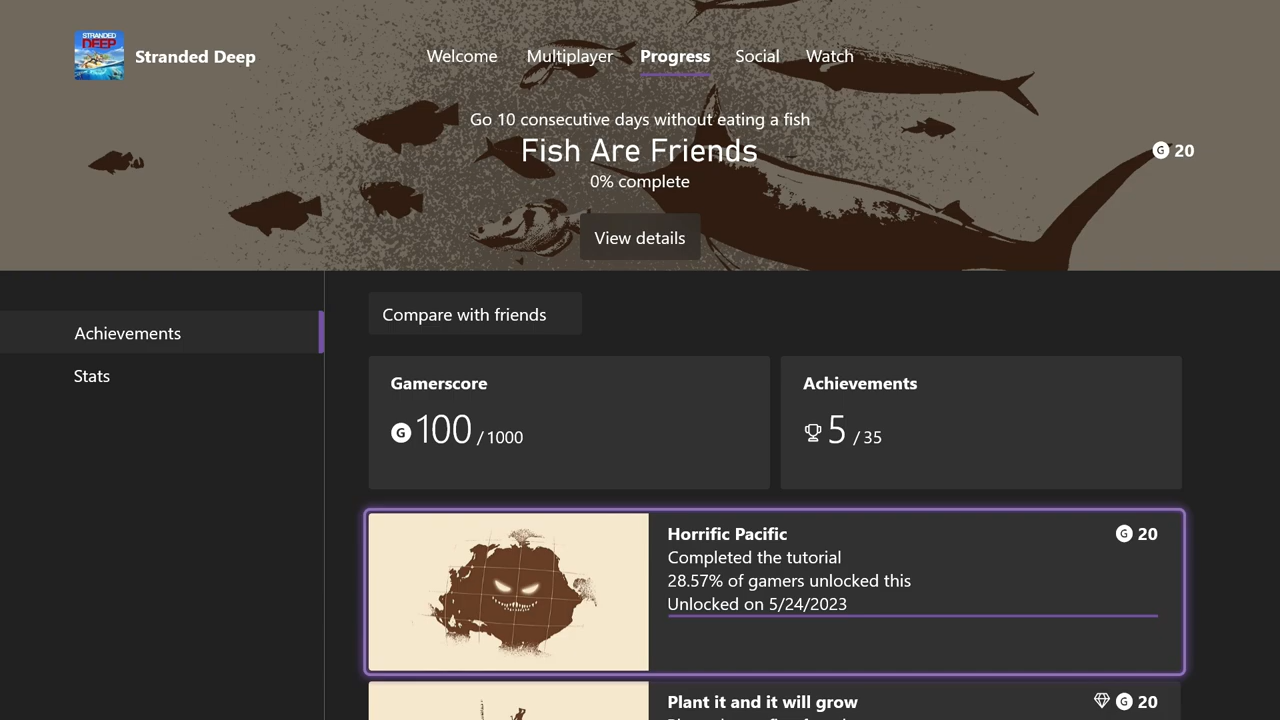 STRANDED
DEEP
Stranded Deep
Welcome
Multiplayer
Progress
Social
Watch
Go 10 consecutive days without eating a fish
Fish Are Friends
0% complete
G 20
View details
Achievements
Stats
Compare with friends
Gamerscore
G 100 / 1000
Achievements
5 / 35
Horrific Pacific
G 20
Completed the tutorial
28.57% of gamers unlocked this
Unlocked on 5/24/2023
Plant it and it will grow
G 20